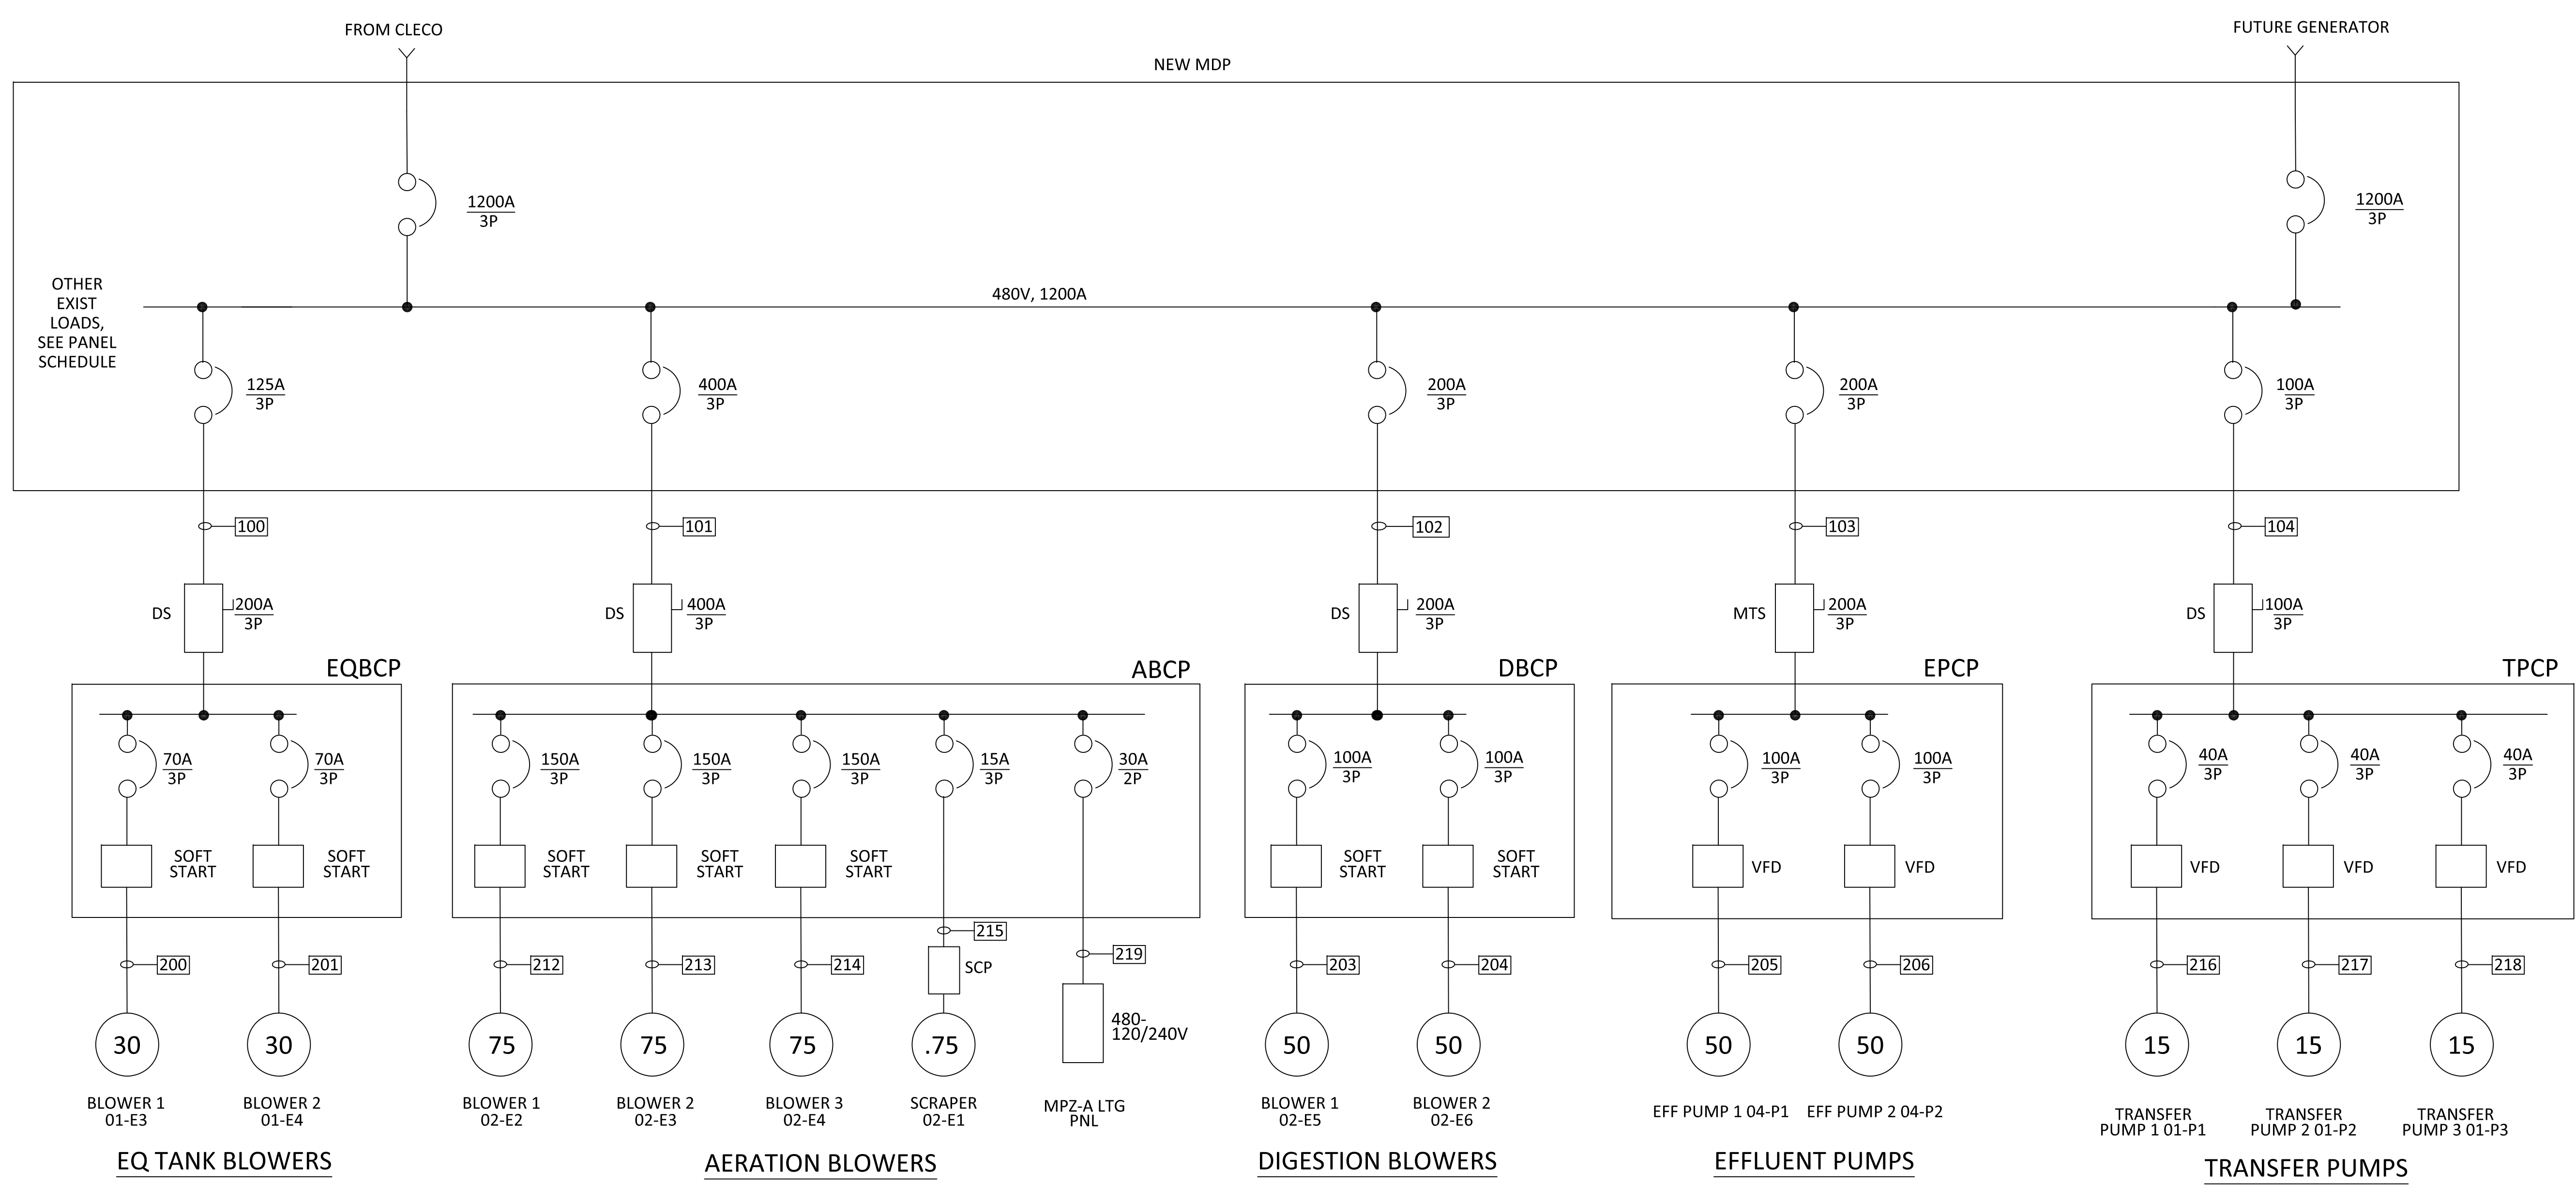 FROM CLECO
FUTURE GENERATOR
NEW MDP
1200A
3P
1200A
3P
OTHER
EXIST
LOADS,
SEE PANEL
SCHEDULE
480V, 1200A
125A
3P
400A
3P
200A
3P
200A
3P
100A
3P
100
101
102
103
104
DS
200A
3P
DS
400A
3P
DS
200A
3P
MTS
200A
3P
DS
100A
3P
EQBCP
ABCP
DBCP
EPCP
TPCP
70A
3P
70A
3P
150A
3P
150A
3P
150A
3P
15A
3P
30A
2P
100A
3P
100A
3P
100A
3P
100A
3P
40A
3P
40A
3P
40A
3P
SOFT
START
SOFT
START
SOFT
START
SOFT
START
SOFT
START
SOFT
START
SOFT
START
VFD
VFD
VFD
VFD
VFD
200
201
212
213
214
215
SCP
219
203
204
205
206
216
217
218
30
30
75
75
75
.75
480-
120/240V
50
50
50
50
15
15
15
BLOWER 1
01-E3
BLOWER 2
01-E4
BLOWER 1
02-E2
BLOWER 2
02-E3
BLOWER 3
02-E4
SCRAPER
02-E1
MPZ-A LTG
PNL
BLOWER 1
02-E5
BLOWER 2
02-E6
EFF PUMP 1 04-P1
EFF PUMP 2 04-P2
TRANSFER
PUMP 1 01-P1
TRANSFER
PUMP 2 01-P2
TRANSFER
PUMP 3 01-P3
EQ TANK BLOWERS
AERATION BLOWERS
DIGESTION BLOWERS
EFFLUENT PUMPS
TRANSFER PUMPS